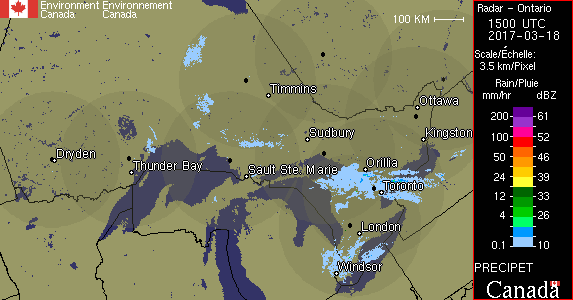 Environment Environnement
Canada Canada
100 KM
Timmins
Ottawa
Sudbury
Kingston
Dryden
Thunder Bay
Sault Ste. Marie
Orillia
Toronto
London
Windsor
Radar - Ontario
1500 UTC
2017-03-18
Scale/Échelle:
3.5 km/Pixel
Rain/Pluie
mm/hr dBZ
200 61
100 52
50 46
24 39
12 33
4 26
0.1 10
PRECIPET
Canada